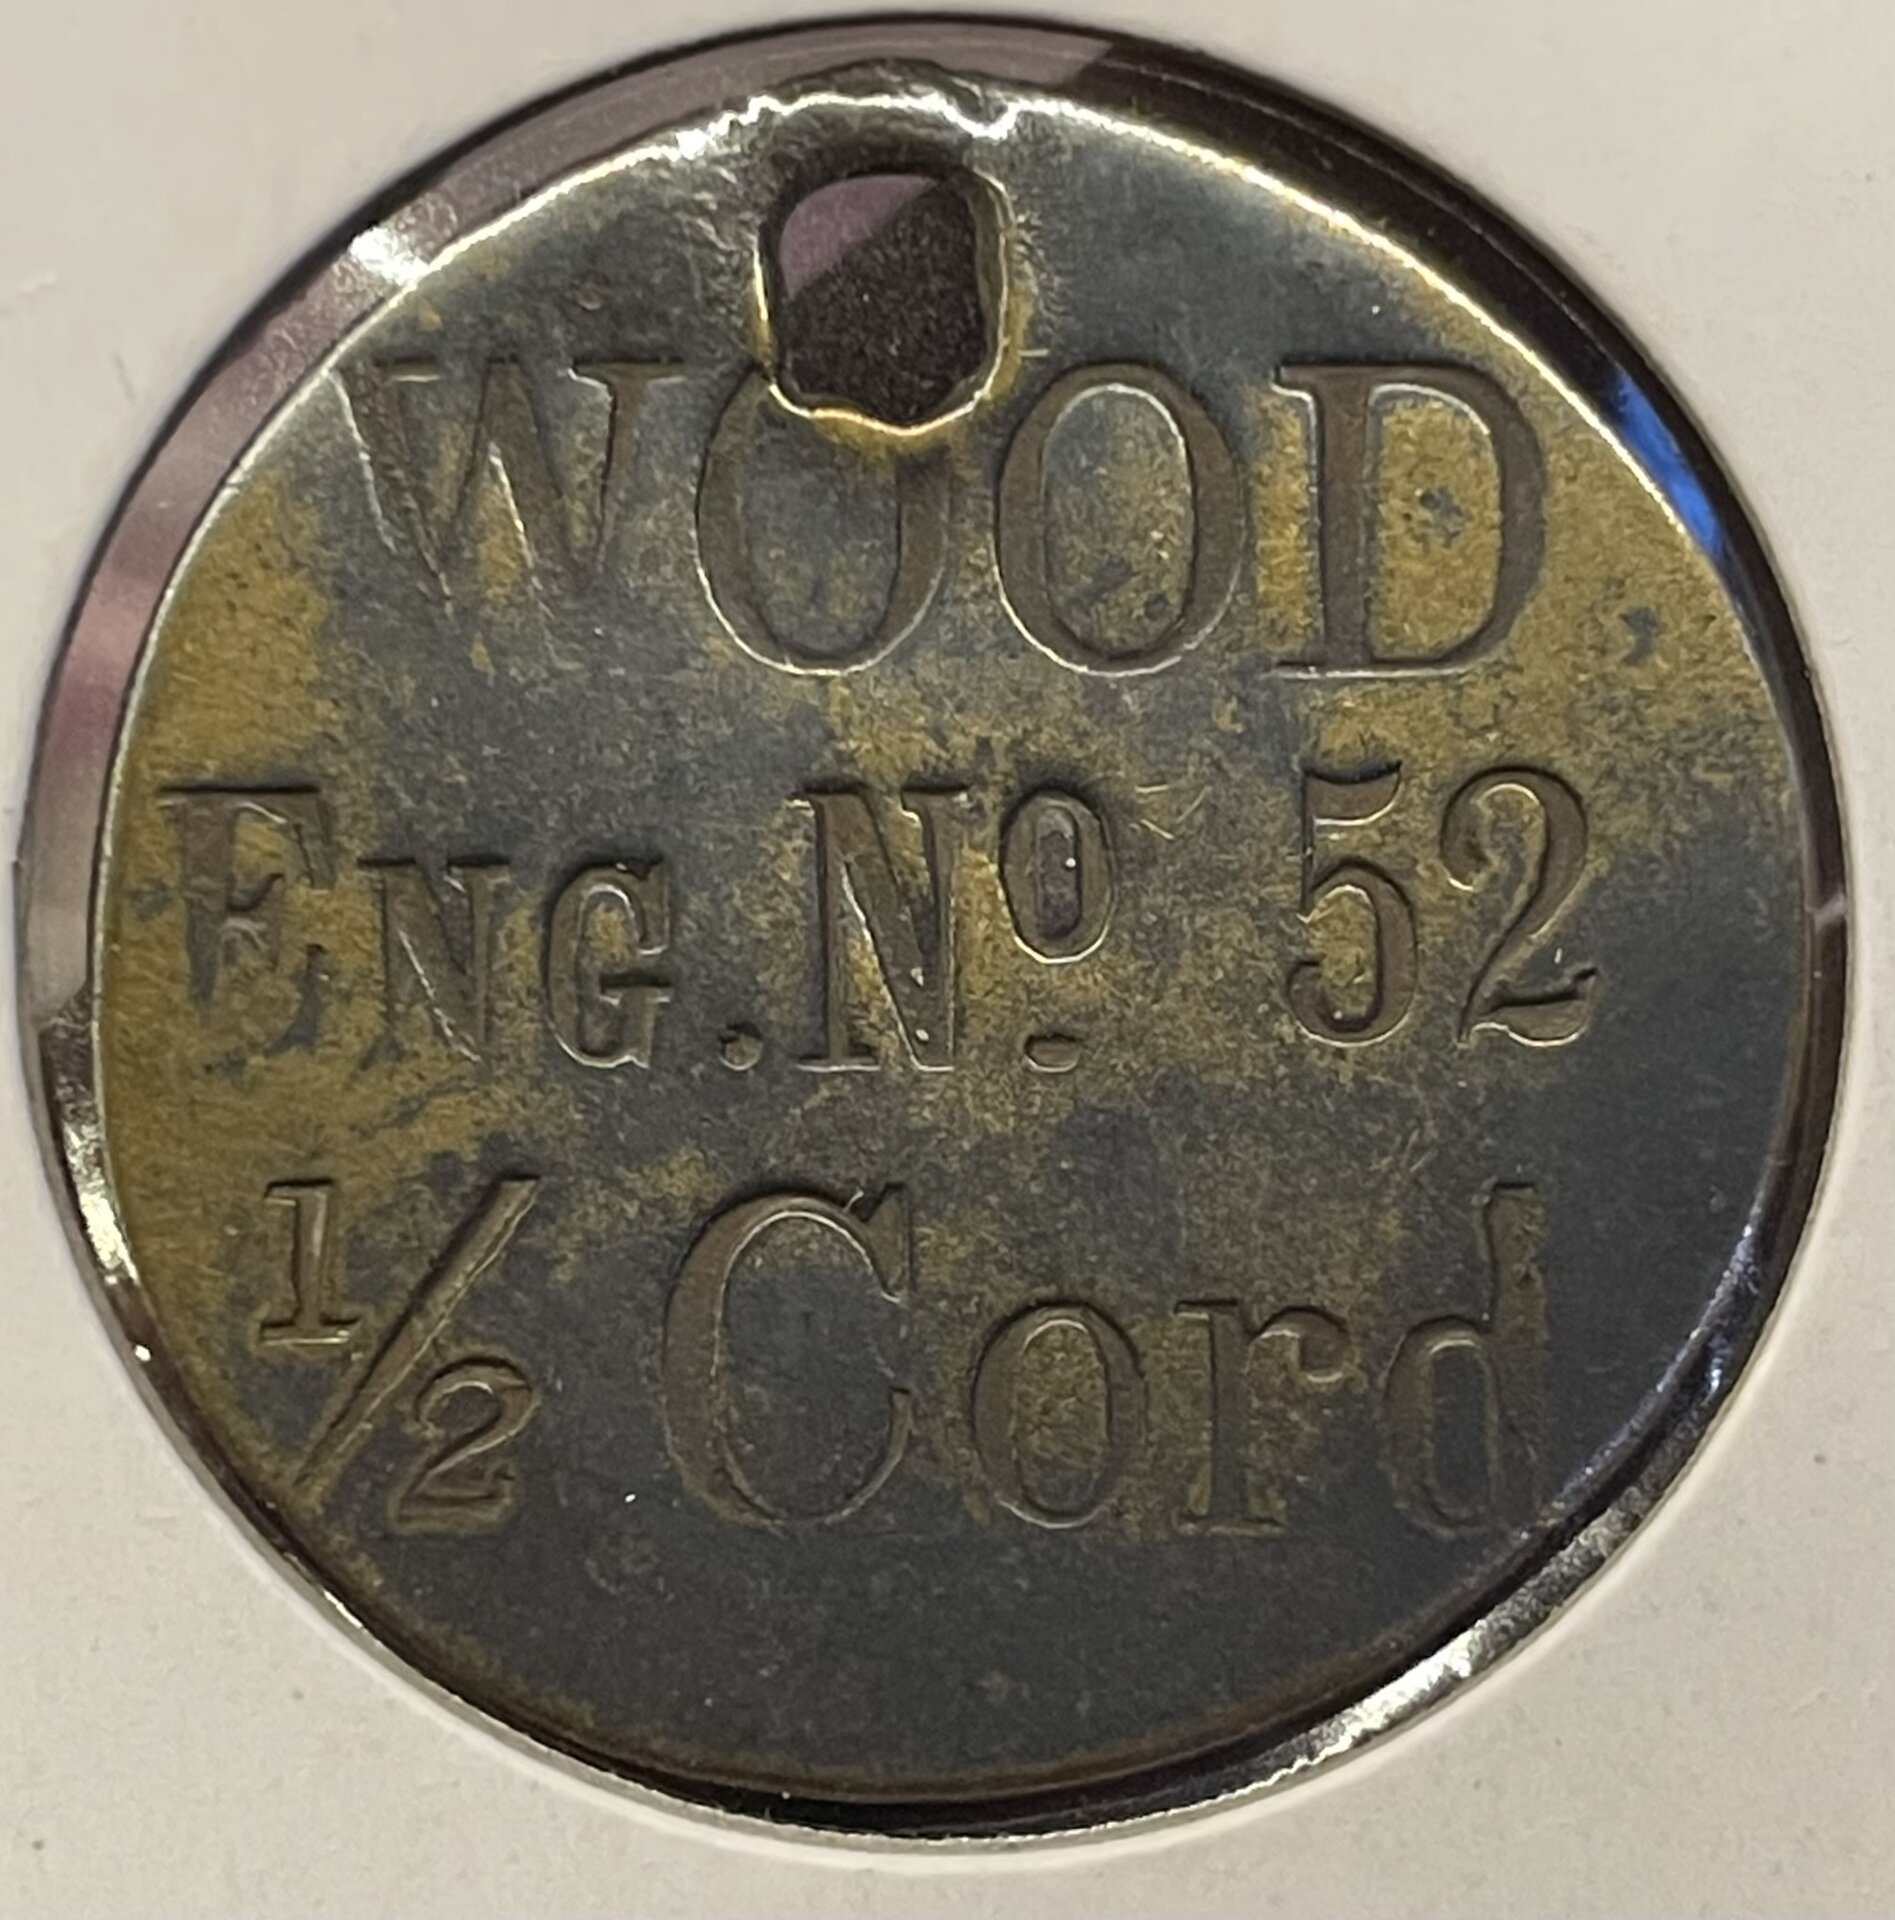 WOOD,
ENG. Nº. 52
½ Cord